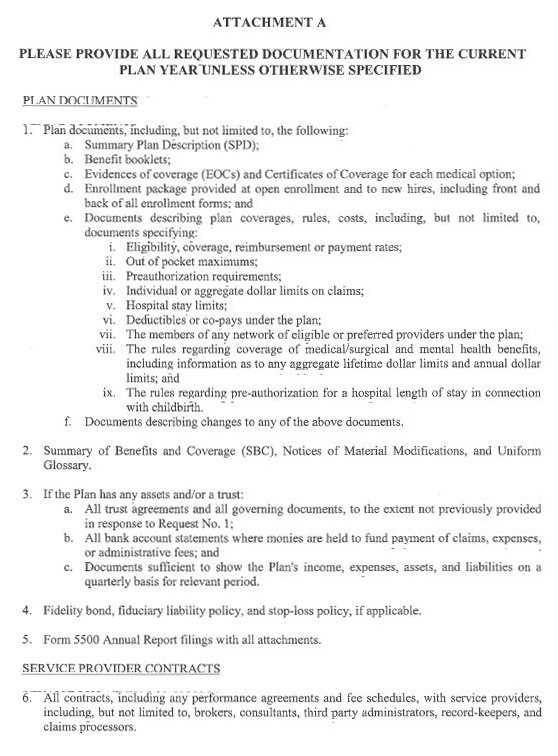 ATTACHMENT A
PLEASE PROVIDE ALL REQUESTED DOCUMENTATION FOR THE CURRENT
PLAN YEAR UNLESS OTHERWISE SPECIFIED
PLAN DOCUMENTS
1. Plan documents, including, but not limited to, the following:
a. Summary Plan Description (SPD);
b. Benefit booklets;
c. Evidences of coverage (EOCs) and Certificates of Coverage for each medical option;
d. Enrollment package provided at open enrollment and to new hires, including front and
back of all enrollment forms; and
e. Documents describing plan coverages, rules, costs, including, but not limited to,
documents specifying:
i. Eligibility, coverage, reimbursement or payment rates;
ii. Out of pocket maximums;
iii. Preauthorization requirements;
iv. Individual or aggregate dollar limits on claims;
v. Hospital stay limits;
vi. Deductibles or co-pays under the plan;
vii. The members of any network of eligible or preferred providers under the plan;
viii. The rules regarding coverage of medical/surgical and mental health benefits,
including information as to any aggregate lifetime dollar limits and annual dollar
limits; and
ix. The rules regarding pre-authorization for a hospital length of stay in connection
with childbirth.
f. Documents describing changes to any of the above documents.
2. Summary of Benefits and Coverage (SBC), Notices of Material Modifications, and Uniform
Glossary.
3. If the Plan has any assets and/or a trust:
a. All trust agreements and all governing documents, to the extent not previously provided
in response to Request No. 1;
b. All bank account statements where monies are held to fund payment of claims, expenses,
or administrative fees; and
c. Documents sufficient to show the Plan's income, expenses, assets, and liabilities on a
quarterly basis for relevant period.
4. Fidelity bond, fiduciary liability policy, and stop-loss policy, if applicable.
5. Form 5500 Annual Report filings with all attachments.
SERVICE PROVIDER CONTRACTS
6. All contracts, including any performance agreements and fee schedules, with service providers,
including, but not limited to, brokers, consultants, third party administrators, record-keepers, and
claims processors.